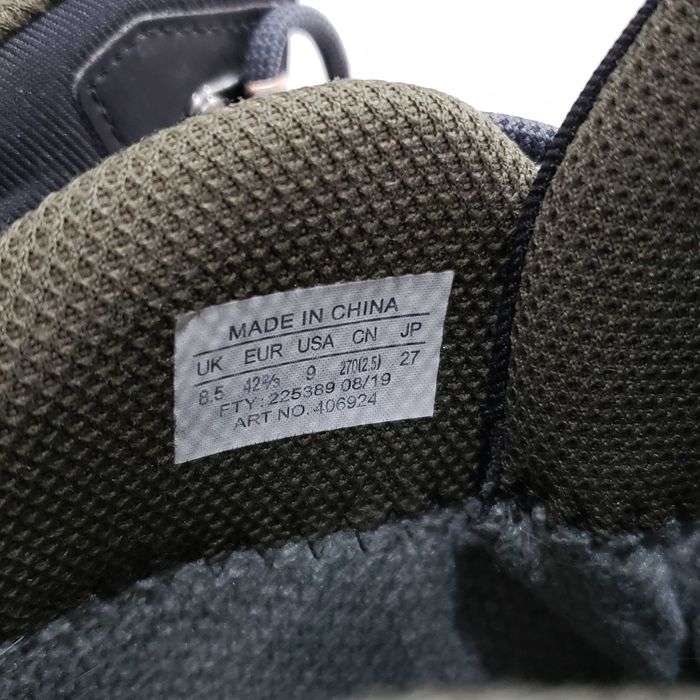 MADE IN CHINA
UK EUR USA CN JP
8.5 42⅔ 9 270(2.5) 27
FTY: 225389 08/19
ART NO. 406924